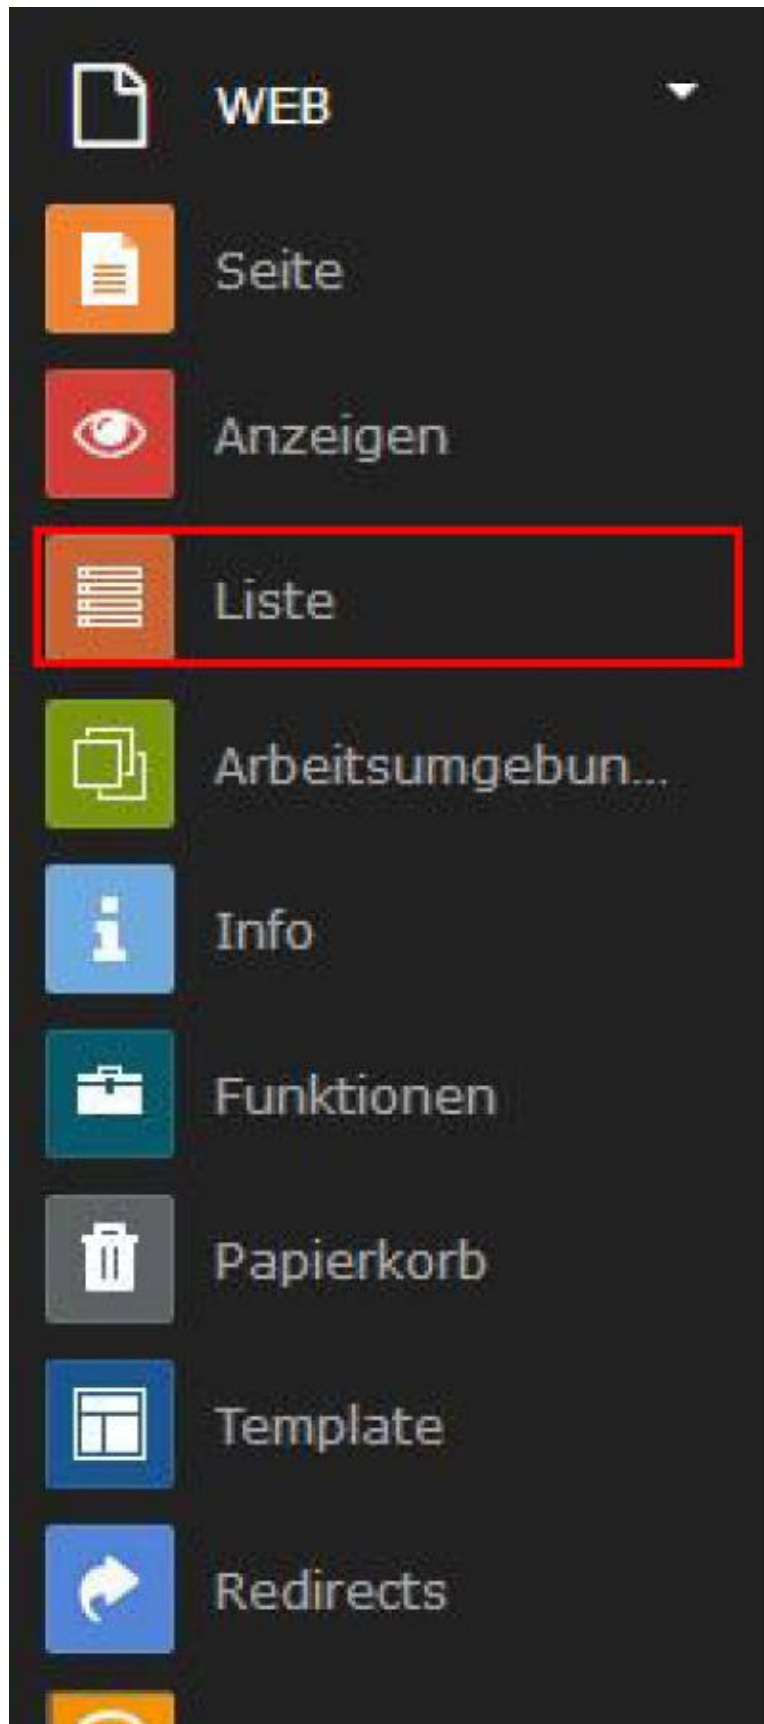 WEB
Seite
Anzeigen
Liste
Arbeitsumgebun...
Info
Funktionen
Papierkorb
Template
Redirects